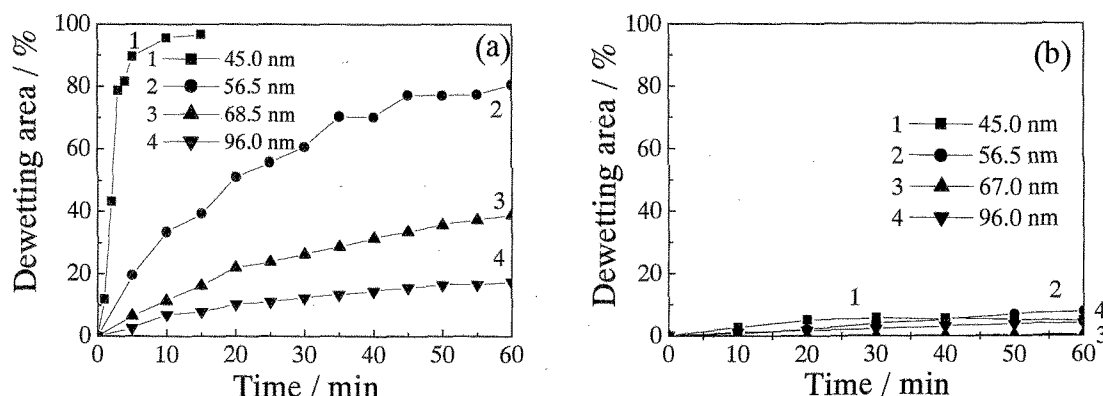 Dewetting area / %
100
80
60
40
20
0
(a)
1
1 45.0 nm
2 56.5 nm
3 68.5 nm
4 96.0 nm
2
3
4
0 10 20 30 40 50 60
Time / min
Dewetting area / %
100
80
60
40
20
0
(b)
1 45.0 nm
2 56.5 nm
3 67.0 nm
4 96.0 nm
1
2
4
3
0 10 20 30 40 50 60
Time / min